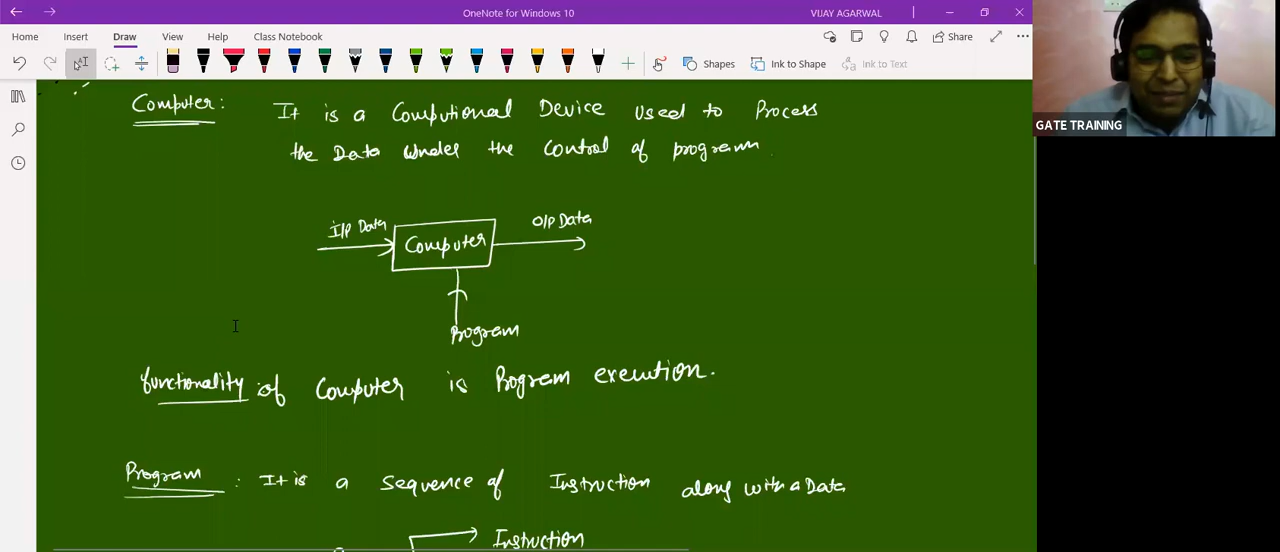 OneNote for Windows 10
VIJAY AGARWAL
Home Insert Draw View Help Class Notebook
Share
Shapes Ink to Shape Ink to Text
GATE TRAINING
Computer: It is a Computional Device used to Process
the Data under the control of program.
I/P Data
O/P Data
Computer
Program
functionality of Computer is Program exeution.
Program : It is a sequence of Instruction along with a Data
Instruction